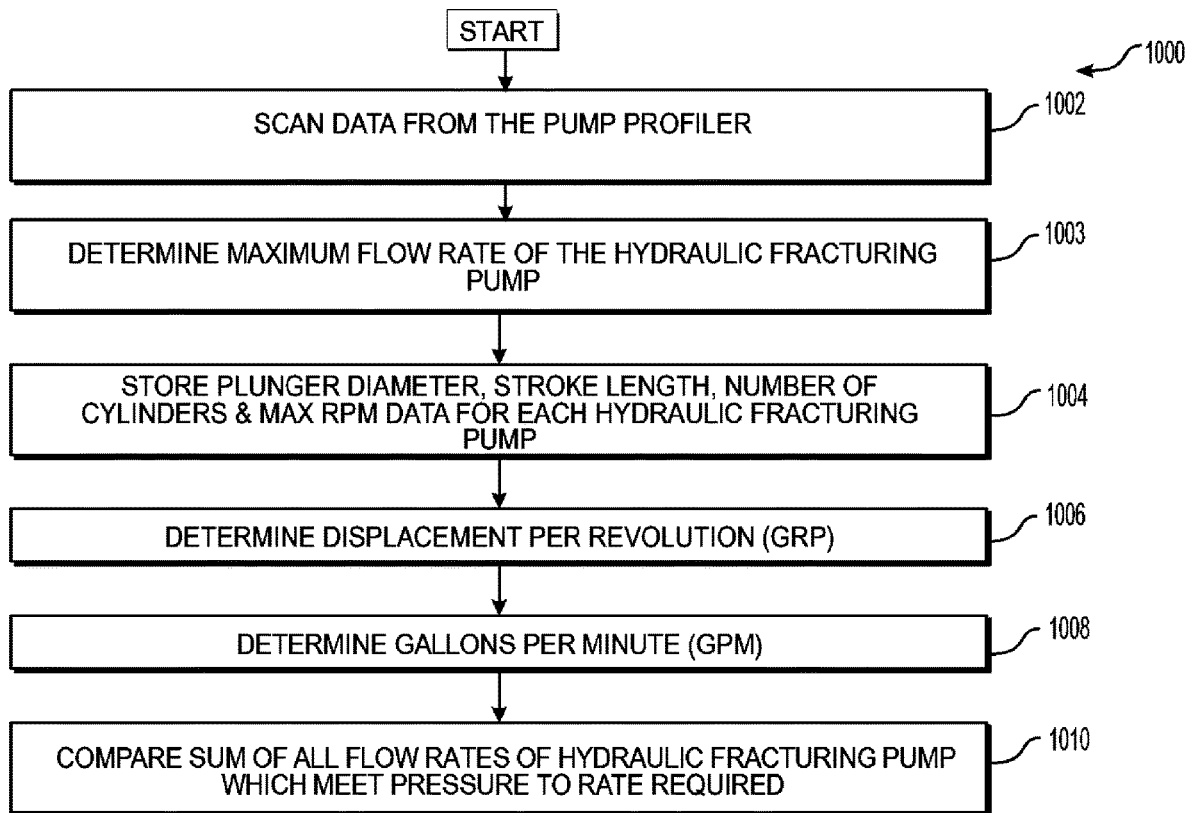 START
1000
SCAN DATA FROM THE PUMP PROFILER
1002
DETERMINE MAXIMUM FLOW RATE OF THE HYDRAULIC FRACTURING
PUMP
1003
STORE PLUNGER DIAMETER, STROKE LENGTH, NUMBER OF
CYLINDERS & MAX RPM DATA FOR EACH HYDRAULIC FRACTURING
PUMP
1004
DETERMINE DISPLACEMENT PER REVOLUTION (GRP)
1006
DETERMINE GALLONS PER MINUTE (GPM)
1008
COMPARE SUM OF ALL FLOW RATES OF HYDRAULIC FRACTURING PUMP
WHICH MEET PRESSURE TO RATE REQUIRED
1010